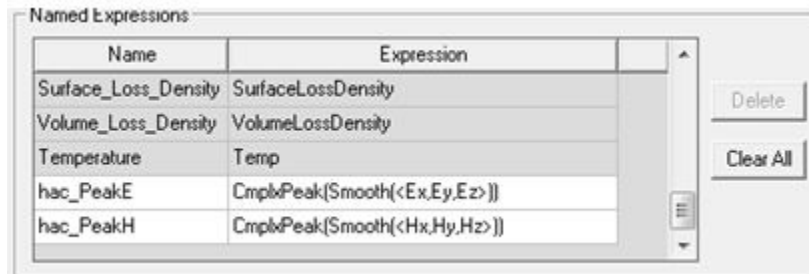 Named Expressions
Name Expression
Surface_Loss_Density SurfaceLossDensity
Volume_Loss_Density VolumeLossDensity
Temperature Temp
hac_PeakE CmplxPeak(Smooth(<Ex,Ey,Ez>))
hac_PeakH CmplxPeak(Smooth(<Hx,Hy,Hz>))
Delete
Clear All